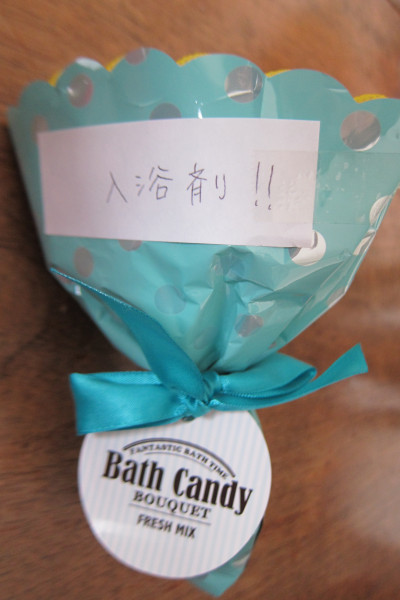 入浴剤!!
FANTASTIC BATH TIME
Bath Candy
BOUQUET
FRESH MIX